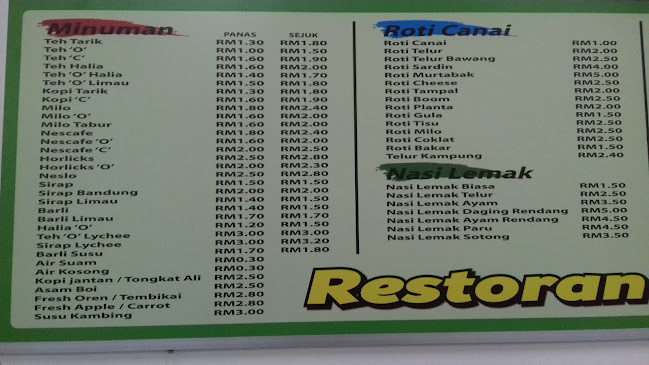 Minuman PANAS SEJUK
Teh Tarik RM1.30 RM1.80
Teh 'O' RM1.00 RM1.50
Teh 'C' RM1.60 RM1.90
Teh Halia RM1.60 RM2.00
Teh 'O' Halia RM1.40 RM1.70
Teh 'O' Limau RM1.50 RM1.80
Kopi Tarik RM1.30 RM1.80
Kopi 'C' RM1.60 RM1.90
Milo RM1.80 RM2.40
Milo 'O' RM1.60 RM2.00
Milo Tabur RM1.60 RM2.00
Nescafe RM1.80 RM2.40
Nescafe 'O' RM1.60 RM2.00
Nescafe 'C' RM2.00 RM2.50
Horlicks RM2.50 RM2.80
Horlicks 'O' RM2.00 RM2.50
Neslo RM2.50 RM2.80
Sirap RM1.50 RM1.50
Sirap Bandung RM2.00 RM2.00
Sirap Limau RM1.40 RM1.50
Barli RM1.40 RM1.50
Barli Limau RM1.70 RM1.70
Halia 'O' RM1.20 RM1.50
Teh 'O' Lychee RM3.00 RM3.00
Sirap Lychee RM3.00 RM3.20
Barli Susu RM1.70 RM1.80
Air Suam RM0.30
Air Kosong RM0.30
Kopi jantan / Tongkat Ali RM2.50
Asam Boi RM2.50
Fresh Oren / Tembikai RM2.80
Fresh Apple / Carrot RM2.80
Susu Kambing RM3.00
Roti Canai
Roti Canai RM1.00
Roti Telur RM2.00
Roti Telur Bawang RM2.50
Roti Sardin RM4.00
Roti Murtabak RM5.00
Roti Cheese RM2.50
Roti Tampal RM2.00
Roti Boom RM2.50
Roti Planta RM2.00
Roti Gula RM1.50
Roti Tisu RM2.50
Roti Milo RM2.50
Roti Coklat RM2.50
Roti Bakar RM1.50
Telur Kampung RM2.40
Nasi Lemak
Nasi Lemak Biasa RM1.50
Nasi Lemak Telur RM2.50
Nasi Lemak Ayam RM3.50
Nasi Lemak Daging Rendang RM5.00
Nasi Lemak Ayam Rendang RM4.50
Nasi Lemak Paru RM4.50
Nasi Lemak Sotong RM3.50
Restoran